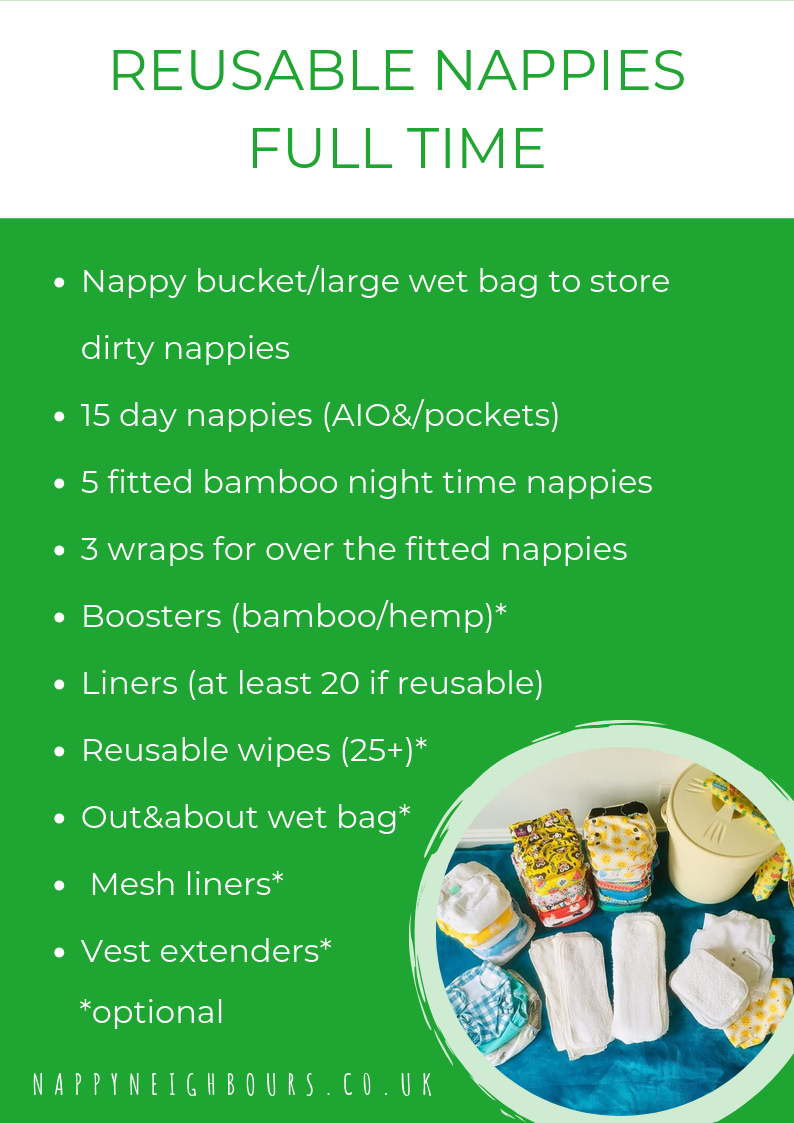 REUSABLE NAPPIES
FULL TIME
• Nappy bucket/large wet bag to store
dirty nappies
• 15 day nappies (AIO&/pockets)
• 5 fitted bamboo night time nappies
• 3 wraps for over the fitted nappies
• Boosters (bamboo/hemp)*
• Liners (at least 20 if reusable)
• Reusable wipes (25+)*
• Out&about wet bag*
• Mesh liners*
• Vest extenders*
*optional
NAPPYNEIGHBOURS.CO.UK